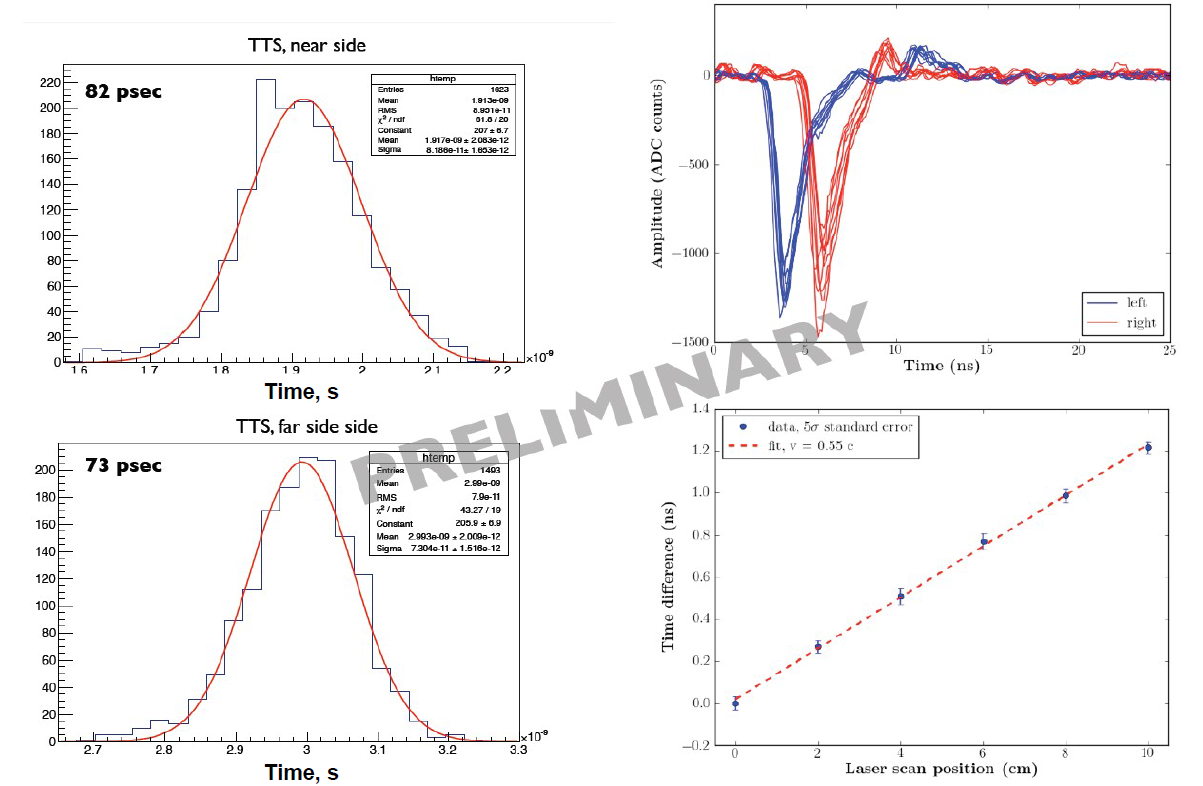 TTS, near side
82 psec
htemp
Entries 1623
Mean 1.913e-09
RMS 8.951e-11
χ² / ndf 61.8 / 20
Constant 207 ± 6.7
Mean 1.917e-09 ± 2.083e-12
Sigma 8.186e-11 ± 1.653e-12
220
200
180
160
140
120
100
80
60
40
20
0
1.6 1.7 1.8 1.9 2 2.1 2.2 ×10⁻⁹
Time, s
TTS, far side side
73 psec
htemp
Entries 1493
Mean 2.99e-09
RMS 7.9e-11
χ² / ndf 43.27 / 19
Constant 205.9 ± 6.9
Mean 2.993e-09 ± 2.009e-12
Sigma 7.304e-11 ± 1.516e-12
200
180
160
140
120
100
80
60
40
20
0
2.7 2.8 2.9 3 3.1 3.2 3.3 ×10⁻⁹
Time, s
PRELIMINARY
Amplitude (ADC counts)
0
−500
−1000
−1500
left
right
0 5 10 15 20 25
Time (ns)
Time difference (ns)
1.4
1.2
1.0
0.8
0.6
0.4
0.2
0.0
−0.2
data, 5σ standard error
fit, v = 0.55 c
0 2 4 6 8 10
Laser scan position (cm)